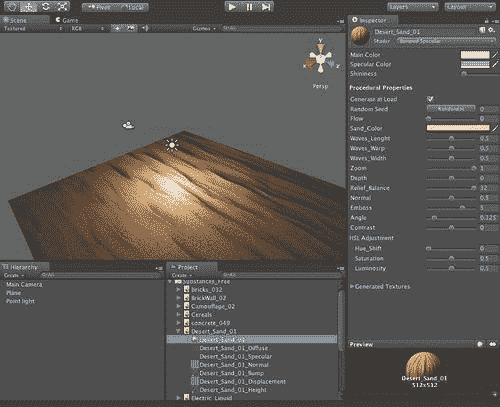 Pivot Local
Layers Layout
Scene Game
Textured RGB Gizmos
Persp
Inspector
Desert_Sand_01
Shader Bumped Specular
Main Color
Specular Color
Shininess
Procedural Properties
Generate at Load
Random Seed Randomize 0
Flow 0
Sand_Color
Waves_Lenght 0.5
Waves_Warp 0.5
Waves_Width 0.5
Zoom 1
Depth 0
Relief_Balance 32
Normal 0.5
Emboss 5
Angle 0.125
Contrast 0
HSL Adjustment
Hue_Shift 0
Saturation 0.5
Luminosity 0.5
Generated Textures
Hierarchy
Create
Main Camera
Plane
Point light
Project
Create
Substances_Free
Bricks_032
BrickWall_02
Camouflage_02
Cereals
concrete_049
Desert_Sand_01
Desert_Sand_01
Desert_Sand_01_Diffuse
Desert_Sand_01_Specular
Desert_Sand_01_Normal
Desert_Sand_01_Bump
Desert_Sand_01_Displacement
Desert_Sand_01_Height
Electric_Liquid
Preview
Desert_Sand_01
512x512